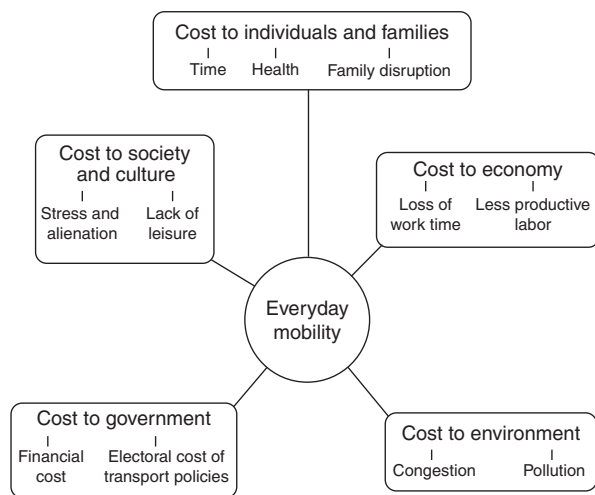 Cost to individuals and families
Time Health Family disruption
Cost to society
and culture
Stress and
alienation
Lack of
leisure
Cost to economy
Loss of
work time
Less productive
labor
Everyday
mobility
Cost to government
Financial
cost
Electoral cost of
transport policies
Cost to environment
Congestion Pollution